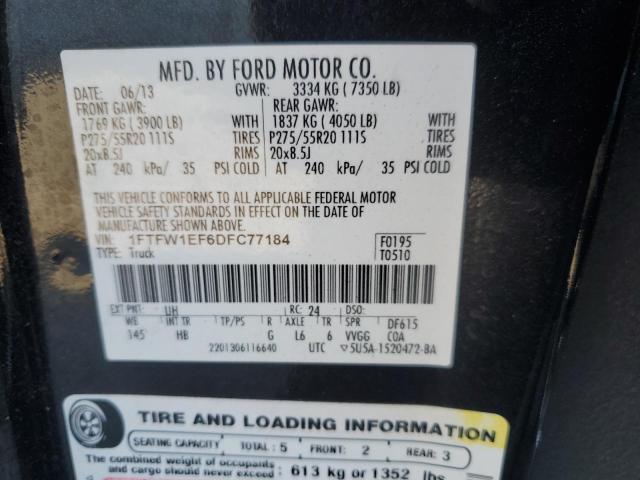 MFD. BY FORD MOTOR CO.
DATE: 06/13 GVWR: 3334 KG ( 7350 LB)
FRONT GAWR: REAR GAWR:
1769 KG ( 3900 LB) WITH 1837 KG ( 4050 LB) WITH
P275/55R20 111S TIRES P275/55R20 111S TIRES
20x8.5J RIMS 20x8.5J RIMS
AT 240 kPa/ 35 PSI COLD AT 240 kPa/ 35 PSI COLD
THIS VEHICLE CONFORMS TO ALL APPLICABLE FEDERAL MOTOR
VEHICLE SAFETY STANDARDS IN EFFECT ON THE DATE OF
MANUFACTURE SHOWN ABOVE.
VIN: 1FTFW1EF6DFC77184 F0195
TYPE: Truck T0510
EXT PNT: UH RC: 24 DSO:
WB INT TR TP/PS R AXLE TR SPR DF615
145 HB G L6 6 VVGG COA
2201306116640 UTC ▽5U5A-1520472-BA
TIRE AND LOADING INFORMATION
SEATING CAPACITY TOTAL: 5 FRONT: 2 REAR: 3
The combined weight of occupants
and cargo should never exceed: 613 kg or 1352 lbs